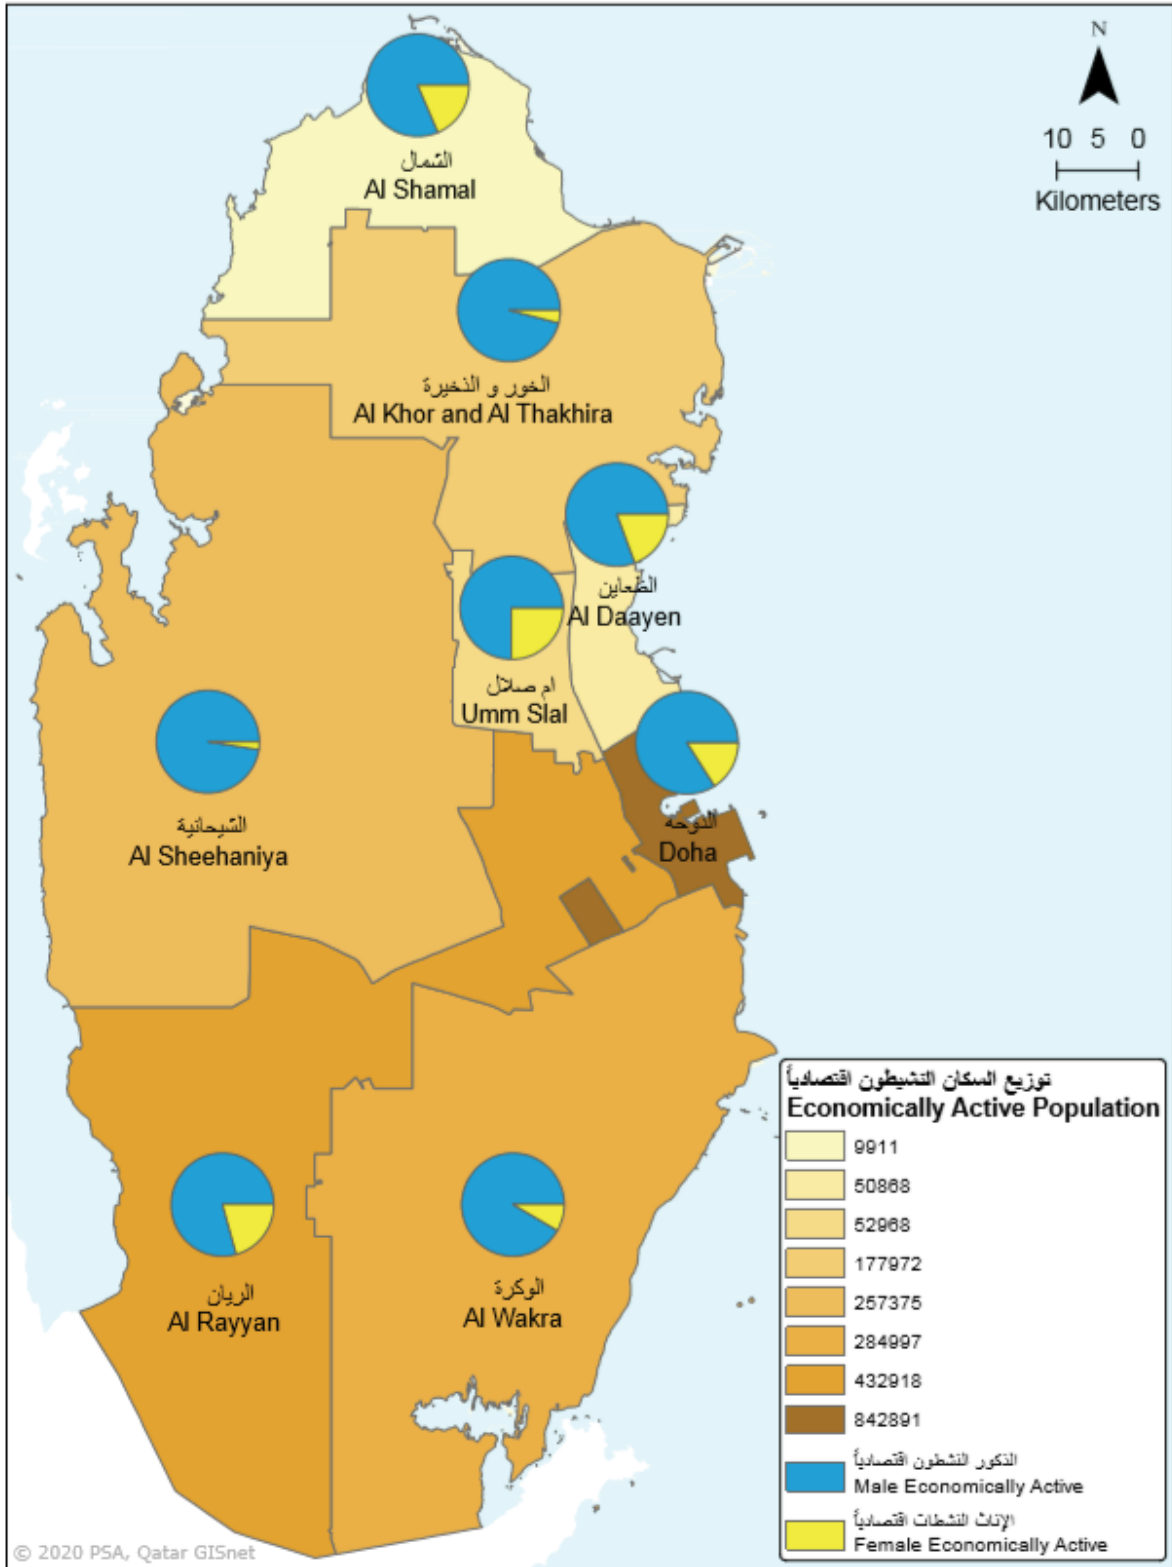 N
10 5 0
Kilometers
الشمال
Al Shamal
الخور و الذخيرة
Al Khor and Al Thakhira
الظعاين
Al Daayen
ام صلال
Umm Slal
الشيحانية
Al Sheehaniya
الدوحة
Doha
الريان
Al Rayyan
الوكرة
Al Wakra
توزيع السكان النشيطون اقتصادياً
Economically Active Population
9911
50868
52968
177972
257375
284997
432918
842891
الذكور النشطون اقتصادياً
Male Economically Active
الإناث النشطات اقتصادياً
Female Economically Active
© 2020 PSA, Qatar GISnet